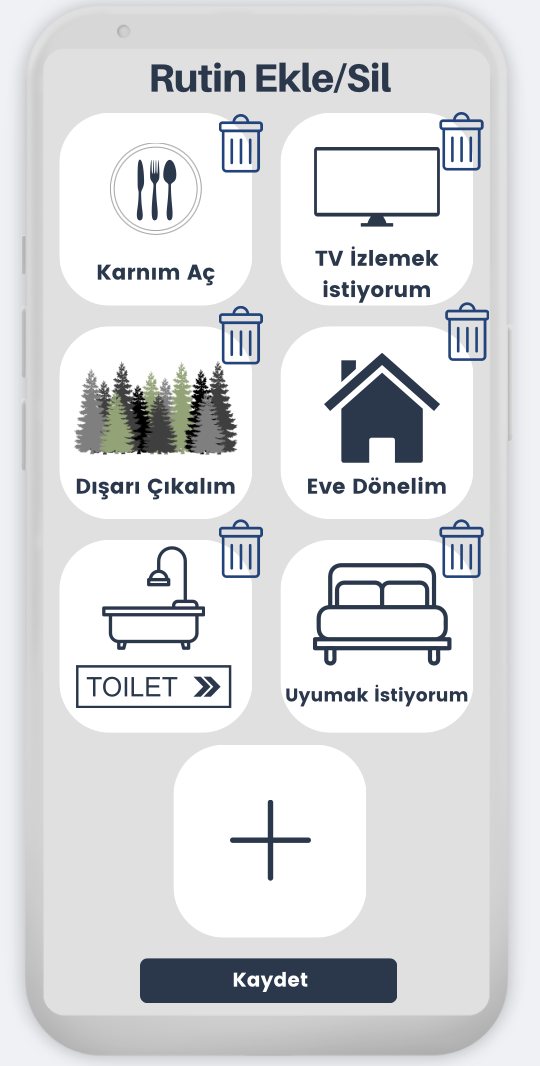 Rutin Ekle/Sil
Karnım Aç
TV İzlemek
istiyorum
Dışarı Çıkalım
Eve Dönelim
TOILET
Uyumak İstiyorum
Kaydet